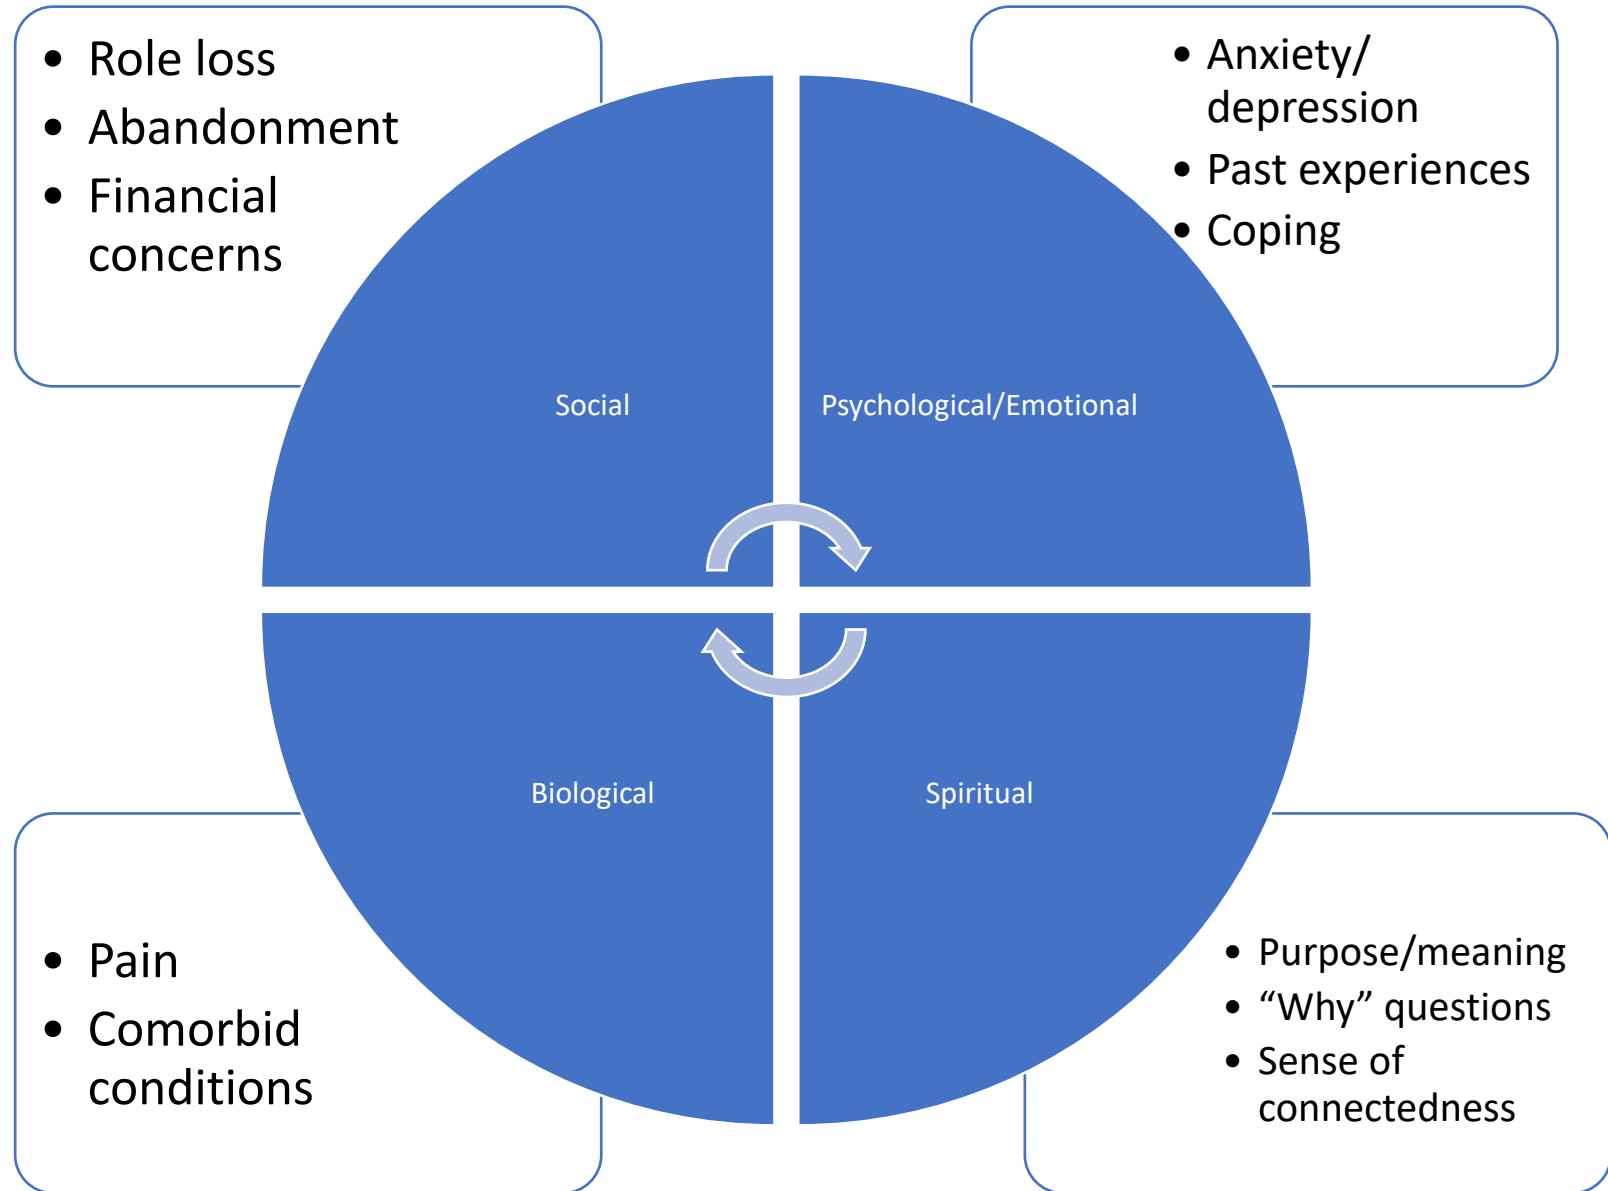 • Role loss
• Abandonment
• Financial
concerns
• Anxiety/
depression
• Past experiences
• Coping
Social
Psychological/Emotional
Biological
Spiritual
• Pain
• Comorbid
conditions
• Purpose/meaning
• “Why” questions
• Sense of
connectedness